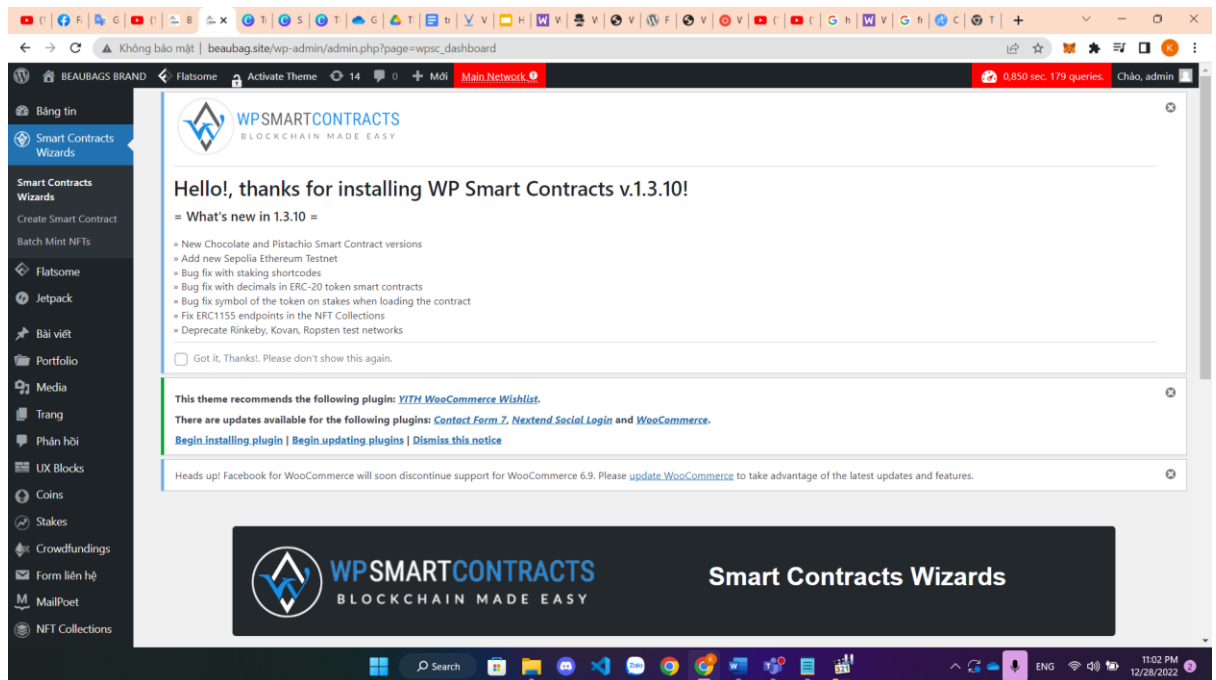 Không bảo mật | beaubag.site/wp-admin/admin.php?page=wpsc_dashboard
BEAUBAGS BRAND Flatsome Activate Theme 14 0 Mới Main Network 0,850 sec. 179 queries. Chào, admin
Bảng tin
Smart Contracts
Wizards
Smart Contracts
Wizards
Create Smart Contract
Batch Mint NFTs
Flatsome
Jetpack
Bài viết
Portfolio
Media
Trang
Phản hồi
UX Blocks
Coins
Stakes
Crowdfundings
Form liên hệ
MailPoet
NFT Collections
WPSMARTCONTRACTS
BLOCKCHAIN MADE EASY
Hello!, thanks for installing WP Smart Contracts v.1.3.10!
= What's new in 1.3.10 =
» New Chocolate and Pistachio Smart Contract versions
» Add new Sepolia Ethereum Testnet
» Bug fix with staking shortcodes
» Bug fix with decimals in ERC-20 token smart contracts
» Bug fix symbol of the token on stakes when loading the contract
» Fix ERC1155 endpoints in the NFT Collections
» Deprecate Rinkeby, Kovan, Ropsten test networks
Got it, Thanks!. Please don't show this again.
This theme recommends the following plugin: YITH WooCommerce Wishlist.
There are updates available for the following plugins: Contact Form 7, Nextend Social Login and WooCommerce.
Begin installing plugin | Begin updating plugins | Dismiss this notice
Heads up! Facebook for WooCommerce will soon discontinue support for WooCommerce 6.9. Please update WooCommerce to take advantage of the latest updates and features.
WPSMARTCONTRACTS
BLOCKCHAIN MADE EASY
Smart Contracts Wizards
Search
Zalo
ENG
11:02 PM
12/28/2022
2